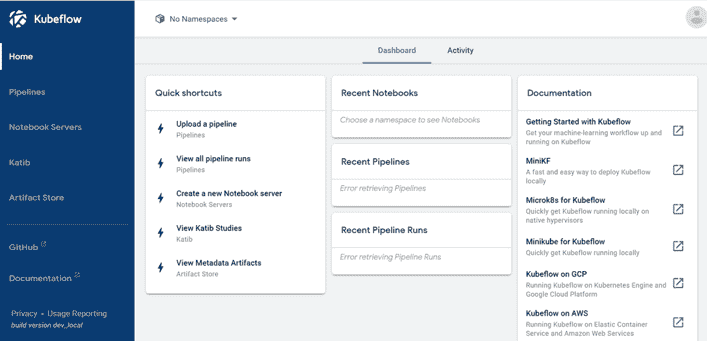 Kubeflow
Home
Pipelines
Notebook Servers
Katib
Artifact Store
GitHub
Documentation
Privacy • Usage Reporting
build version dev_local
No Namespaces
Dashboard
Activity
Quick shortcuts
Upload a pipeline
Pipelines
View all pipeline runs
Pipelines
Create a new Notebook server
Notebook Servers
View Katib Studies
Katib
View Metadata Artifacts
Artifact Store
Recent Notebooks
Choose a namespace to see Notebooks
Recent Pipelines
Error retrieving Pipelines
Recent Pipeline Runs
Error retrieving Pipeline Runs
Documentation
Getting Started with Kubeflow
Get your machine-learning workflow up and
running on Kubeflow
MiniKF
A fast and easy way to deploy Kubeflow
locally
Microk8s for Kubeflow
Quickly get Kubeflow running locally on
native hypervisors
Minikube for Kubeflow
Quickly get Kubeflow running locally
Kubeflow on GCP
Running Kubeflow on Kubernetes Engine and
Google Cloud Platform
Kubeflow on AWS
Running Kubeflow on Elastic Container
Service and Amazon Web Services